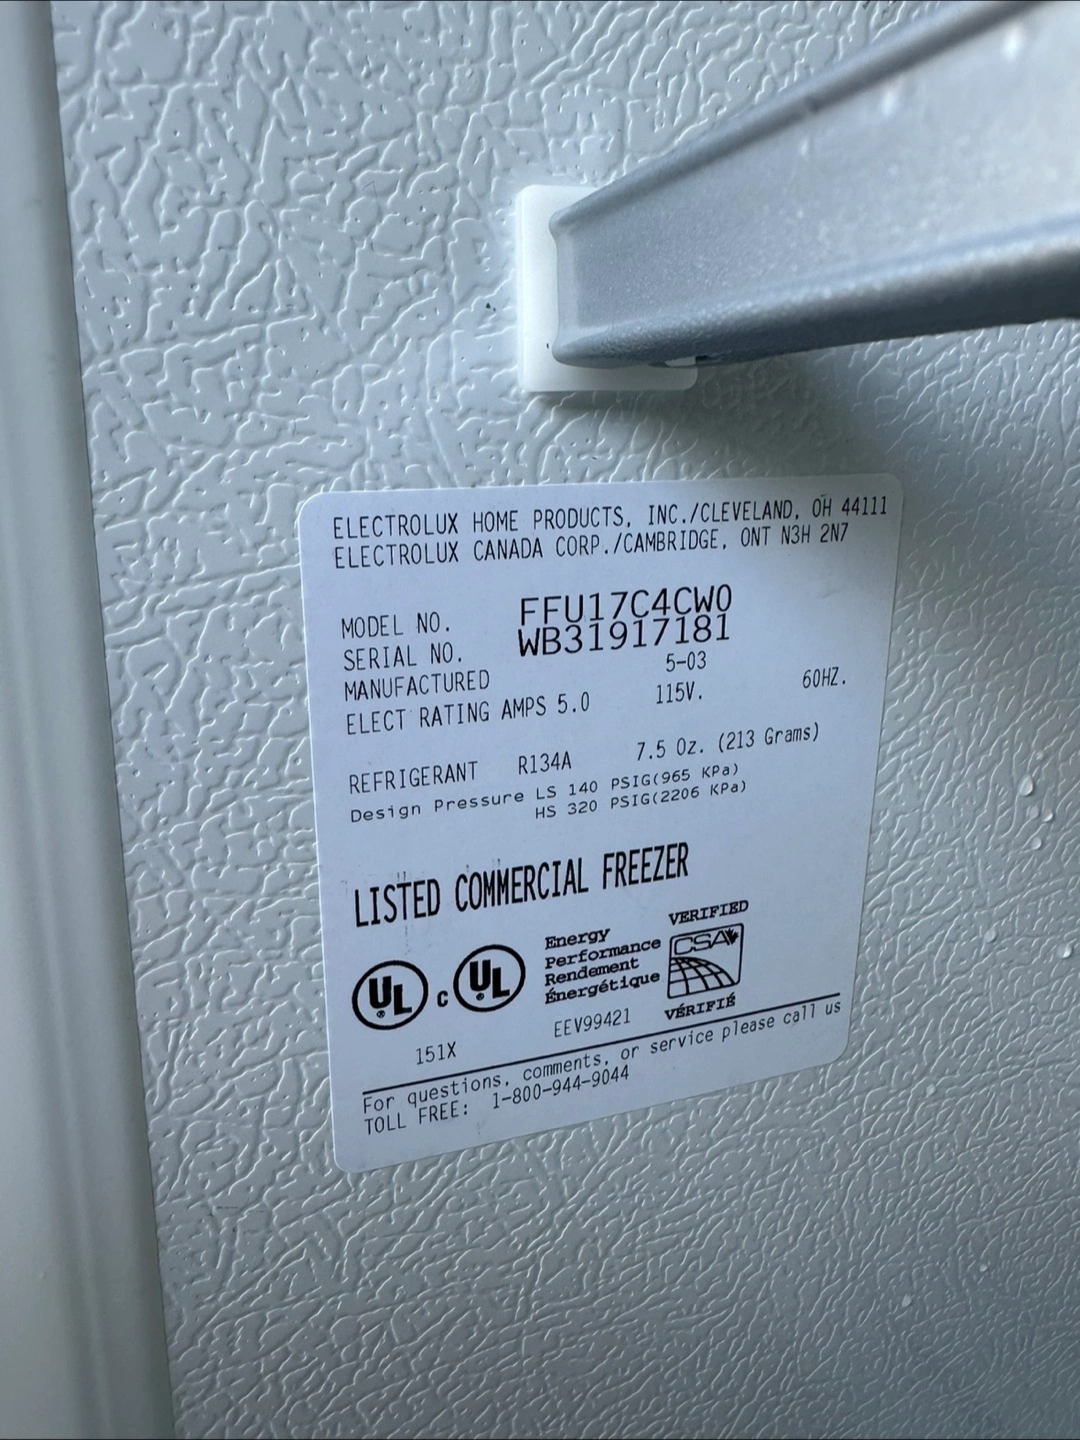 ELECTROLUX HOME PRODUCTS, INC./CLEVELAND, OH 44111
ELECTROLUX CANADA CORP./CAMBRIDGE, ONT N3H 2N7
MODEL NO. FFU17C4CW0
SERIAL NO. WB31917181
MANUFACTURED 5-03
ELECT RATING AMPS 5.0 115V. 60HZ.
REFRIGERANT R134A 7.5 Oz. (213 Grams)
Design Pressure LS 140 PSIG(965 KPa)
HS 320 PSIG(2206 KPa)
LISTED COMMERCIAL FREEZER
UL ® c UL ®
Energy
Performance
Rendement
Énergétique
VERIFIED
CSA
VÉRIFIÉ
151X EEV99421
For questions, comments, or service please call us
TOLL FREE: 1-800-944-9044